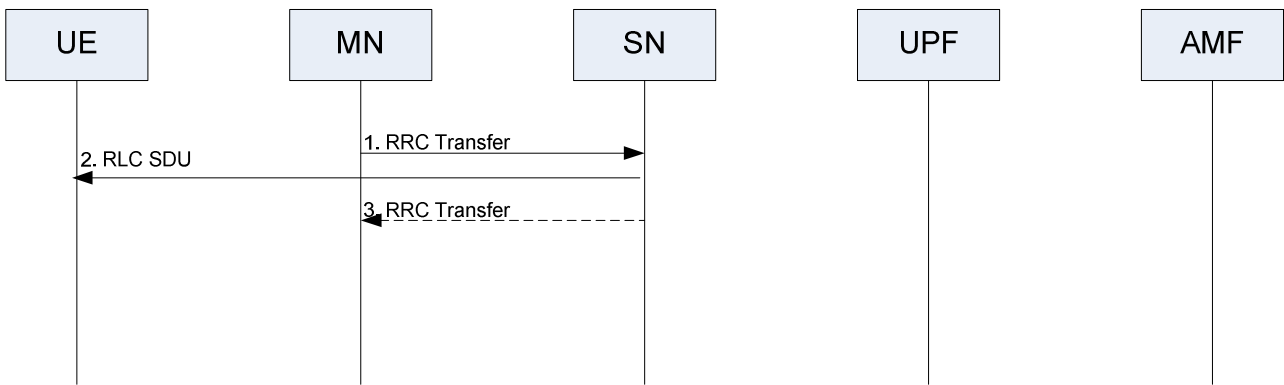 UE
MN
SN
UPF
AMF
1. RRC Transfer
2. RLC SDU
3. RRC Transfer